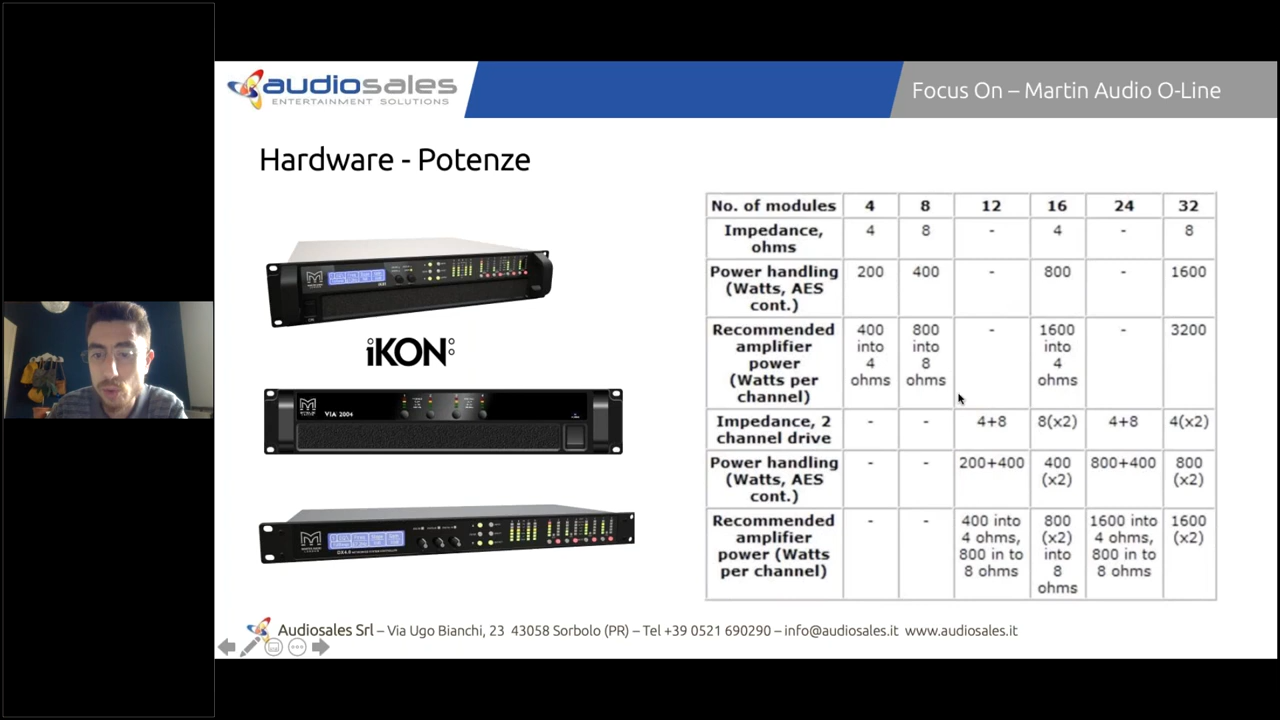 audiosales
ENTERTAINMENT SOLUTIONS
Focus On – Martin Audio O-Line
Hardware - Potenze
iKON
VIA 2004
No. of modules 4 8 12 16 24 32
Impedance, ohms 4 8 - 4 - 8
Power handling (Watts, AES cont.) 200 400 - 800 - 1600
Recommended amplifier power (Watts per channel) 400 into 4 ohms 800 into 8 ohms - 1600 into 4 ohms - 3200
Impedance, 2 channel drive - - 4+8 8(x2) 4+8 4(x2)
Power handling (Watts, AES cont.) - - 200+400 400 (x2) 800+400 800 (x2)
Recommended amplifier power (Watts per channel) - - 400 into 4 ohms, 800 in to 8 ohms 800 (x2) into 8 ohms 1600 into 4 ohms, 800 in to 8 ohms 1600 (x2)
Audiosales Srl – Via Ugo Bianchi, 23 43058 Sorbolo (PR) – Tel +39 0521 690290 – info@audiosales.it www.audiosales.it